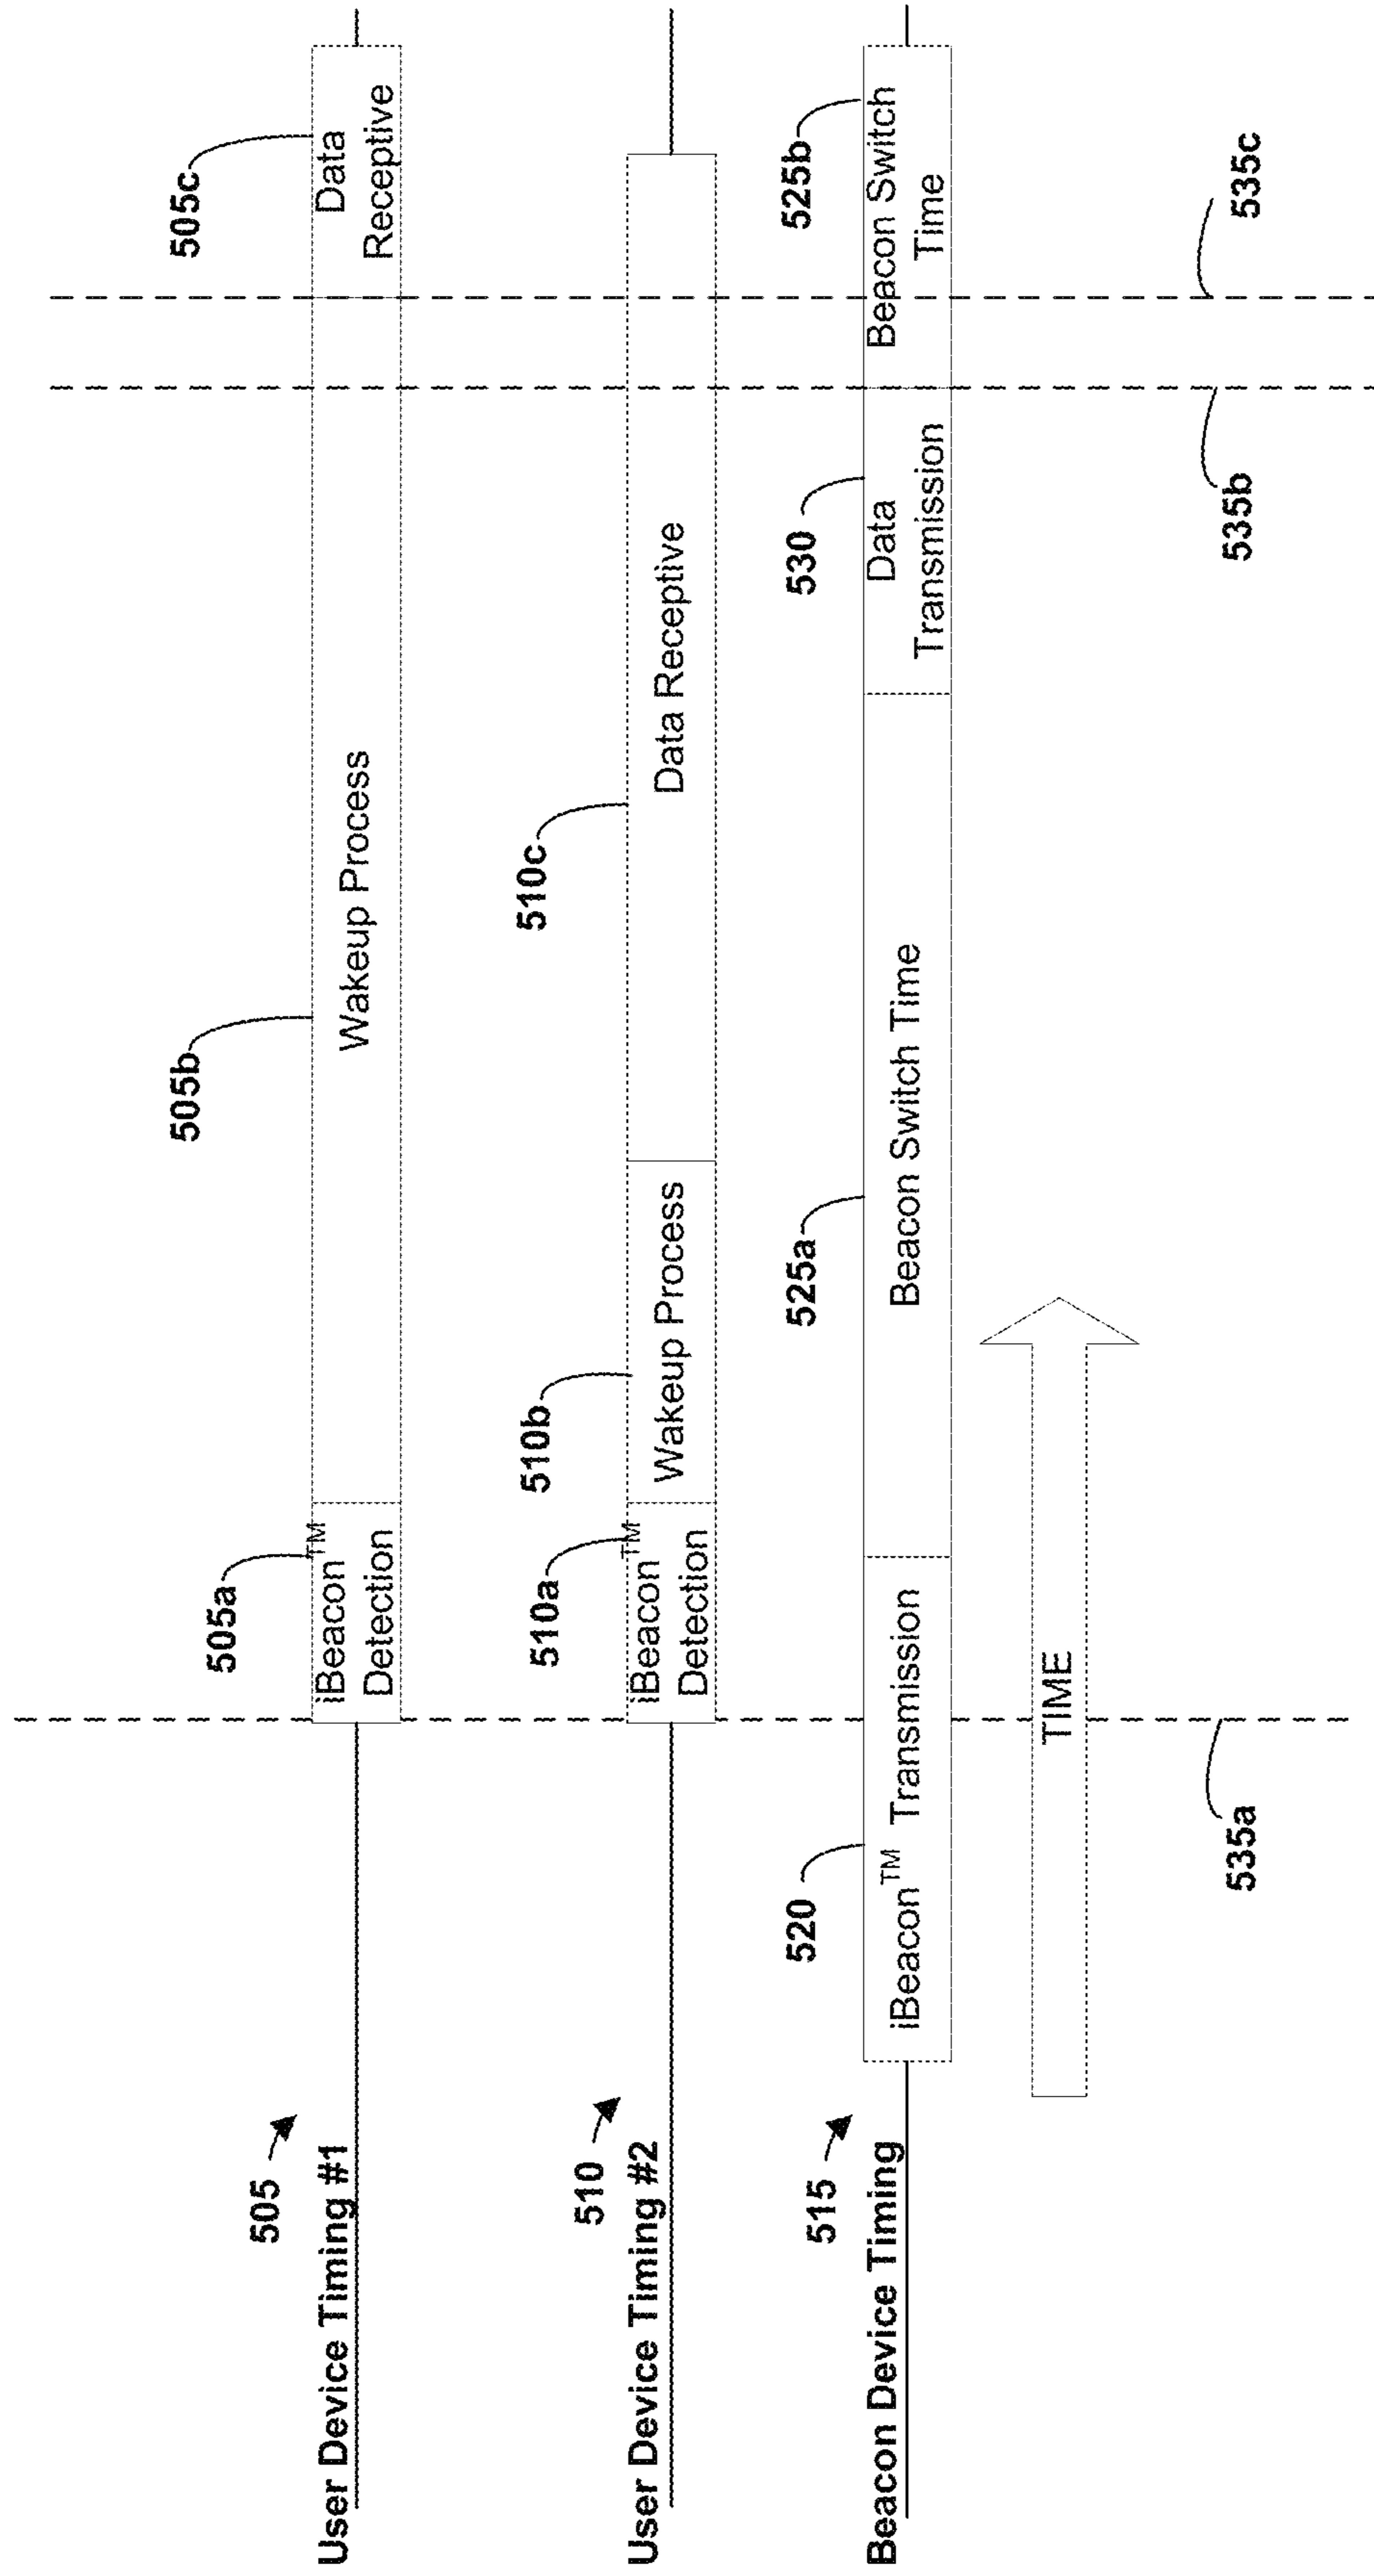 505
User Device Timing #1
505a
iBeacon™
Detection
505b
Wakeup Process
505c
Data
Receptive
510
User Device Timing #2
510a
iBeacon™
Detection
510b
Wakeup Process
510c
Data Receptive
515
Beacon Device Timing
520
iBeacon™ Transmission
525a
Beacon Switch Time
530
Data
Transmission
525b
Beacon Switch
Time
TIME
535a
535b
535c